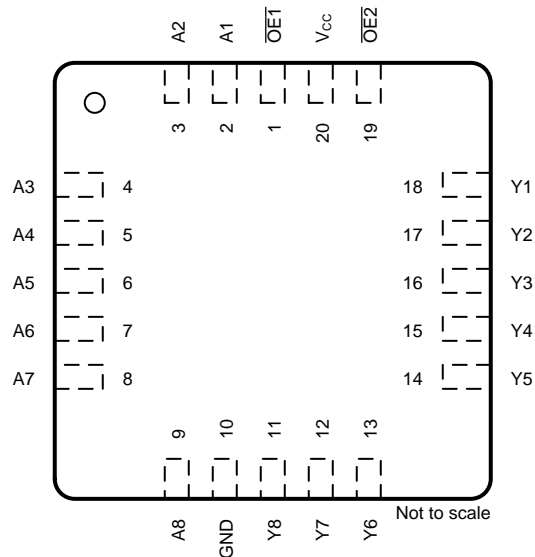 A2 A1 O̅E̅1̅ Vcc O̅E̅2̅
3 2 1 20 19
A3 4 18 Y1
A4 5 17 Y2
A5 6 16 Y3
A6 7 15 Y4
A7 8 14 Y5
9 10 11 12 13
A8 GND Y8 Y7 Y6
Not to scale